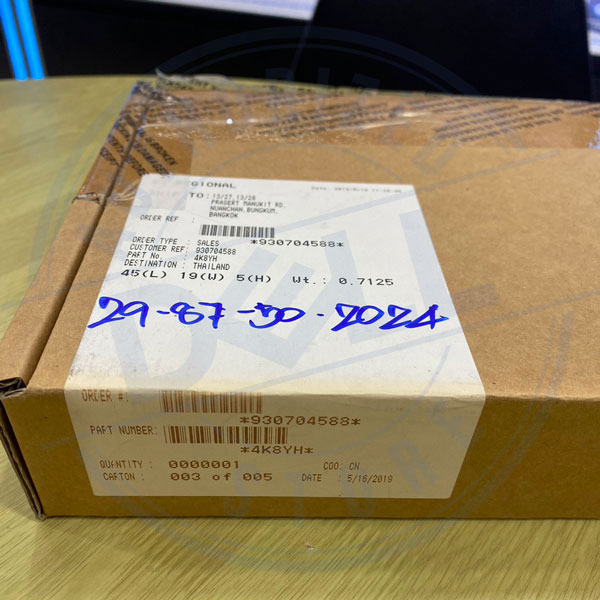 GIONAL
TO: 13/27,13/28
PRASERT MANUKIT RD.
NUANCHAN,BUNGKUM,
BANGKOK
ORDER REF :
ORDER TYPE : SALES *930704588*
CUSTOMER REF: 930704588
PART No. : 4K8YH
DESTINATION : THAILAND
45(L) 19(W) 5(H) Wt.: 0.7125
29-87-50-2024
ORDER #:
*930704588*
PART NUMBER:
*4K8YH*
QUANTITY : 0000001 COO: CN
CARTON : 003 of 005 DATE : 5/16/2019